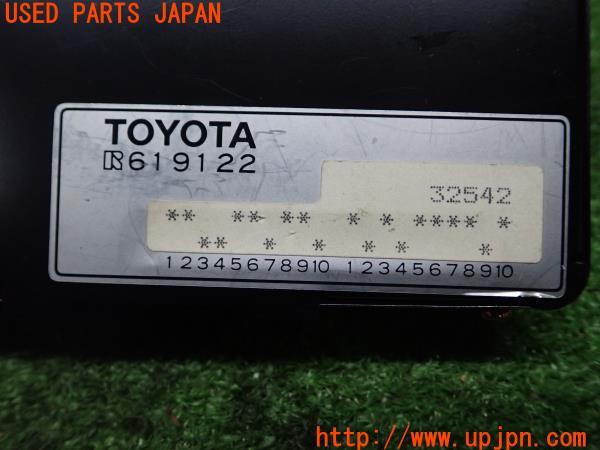 USED PARTS JAPAN
TOYOTA
R619122
32542
** ** ** * * **** *
** * * * * *
12345678910 12345678910
http://www.upjpn.com